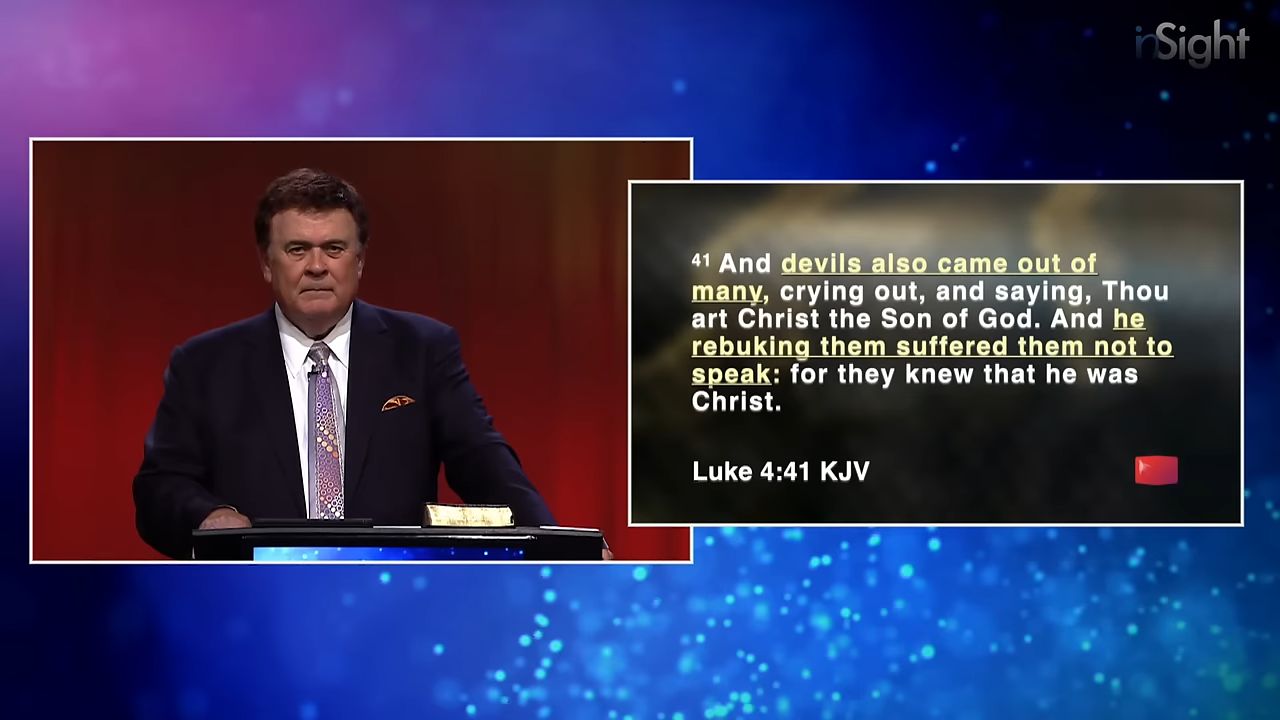 inSight
41 And devils also came out of
many, crying out, and saying, Thou
art Christ the Son of God. And he
rebuking them suffered them not to
speak: for they knew that he was
Christ.
Luke 4:41 KJV